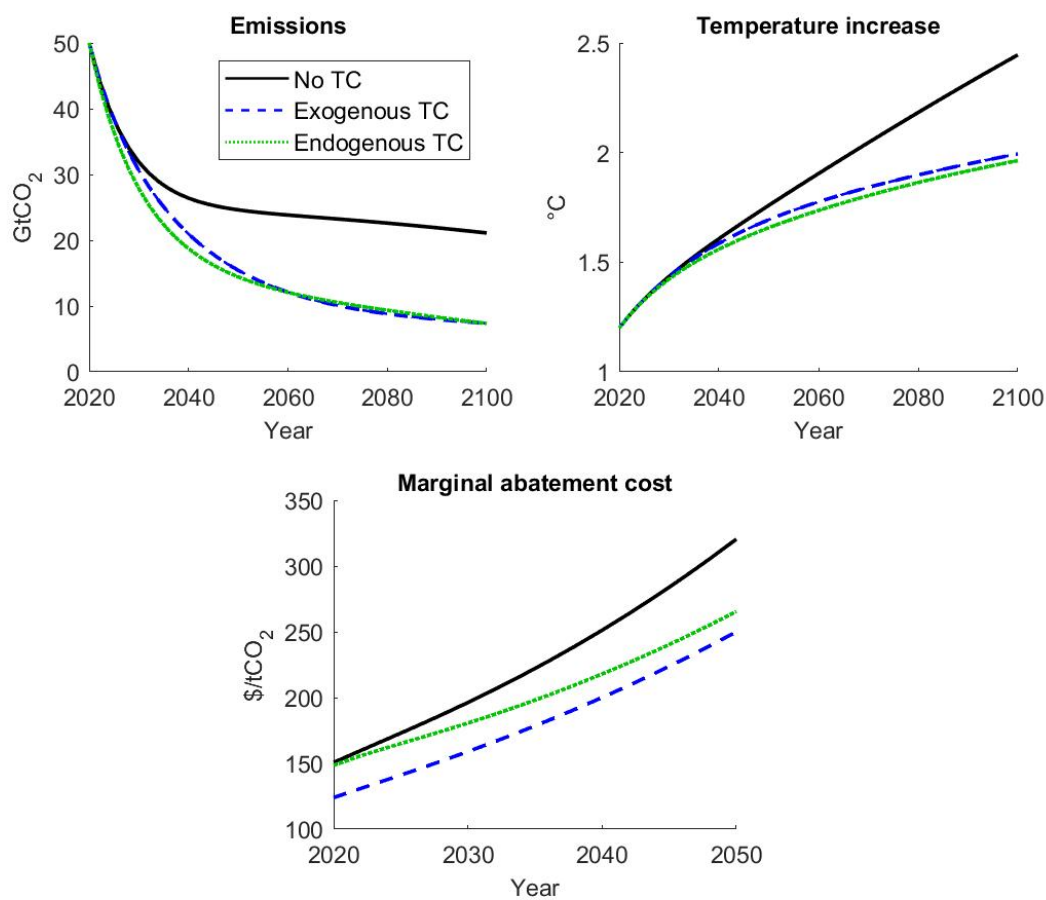 Emissions
50
40
30
20
10
0
GtCO₂
2020 2040 2060 2080 2100
Year
No TC
Exogenous TC
Endogenous TC
Temperature increase
2.5
2
1.5
1
°C
2020 2040 2060 2080 2100
Year
Marginal abatement cost
350
300
250
200
150
100
$/tCO₂
2020 2030 2040 2050
Year